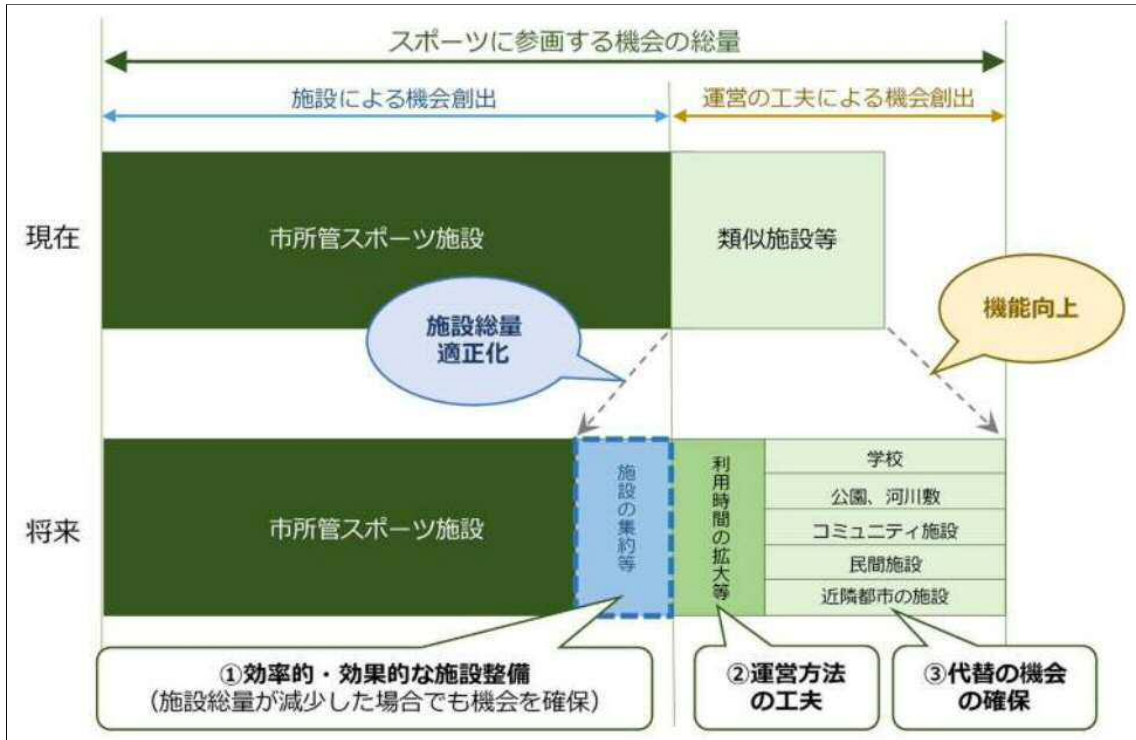 スポーツに参画する機会の総量
施設による機会創出
運営の工夫による機会創出
現在
市所管スポーツ施設
類似施設等
施設総量
適正化
機能向上
将来
市所管スポーツ施設
施設の集約等
利用時間の拡大等
学校
公園、河川敷
コミュニティ施設
民間施設
近隣都市の施設
①効率的・効果的な施設整備
（施設総量が減少した場合でも機会を確保）
②運営方法
の工夫
③代替の機会
の確保